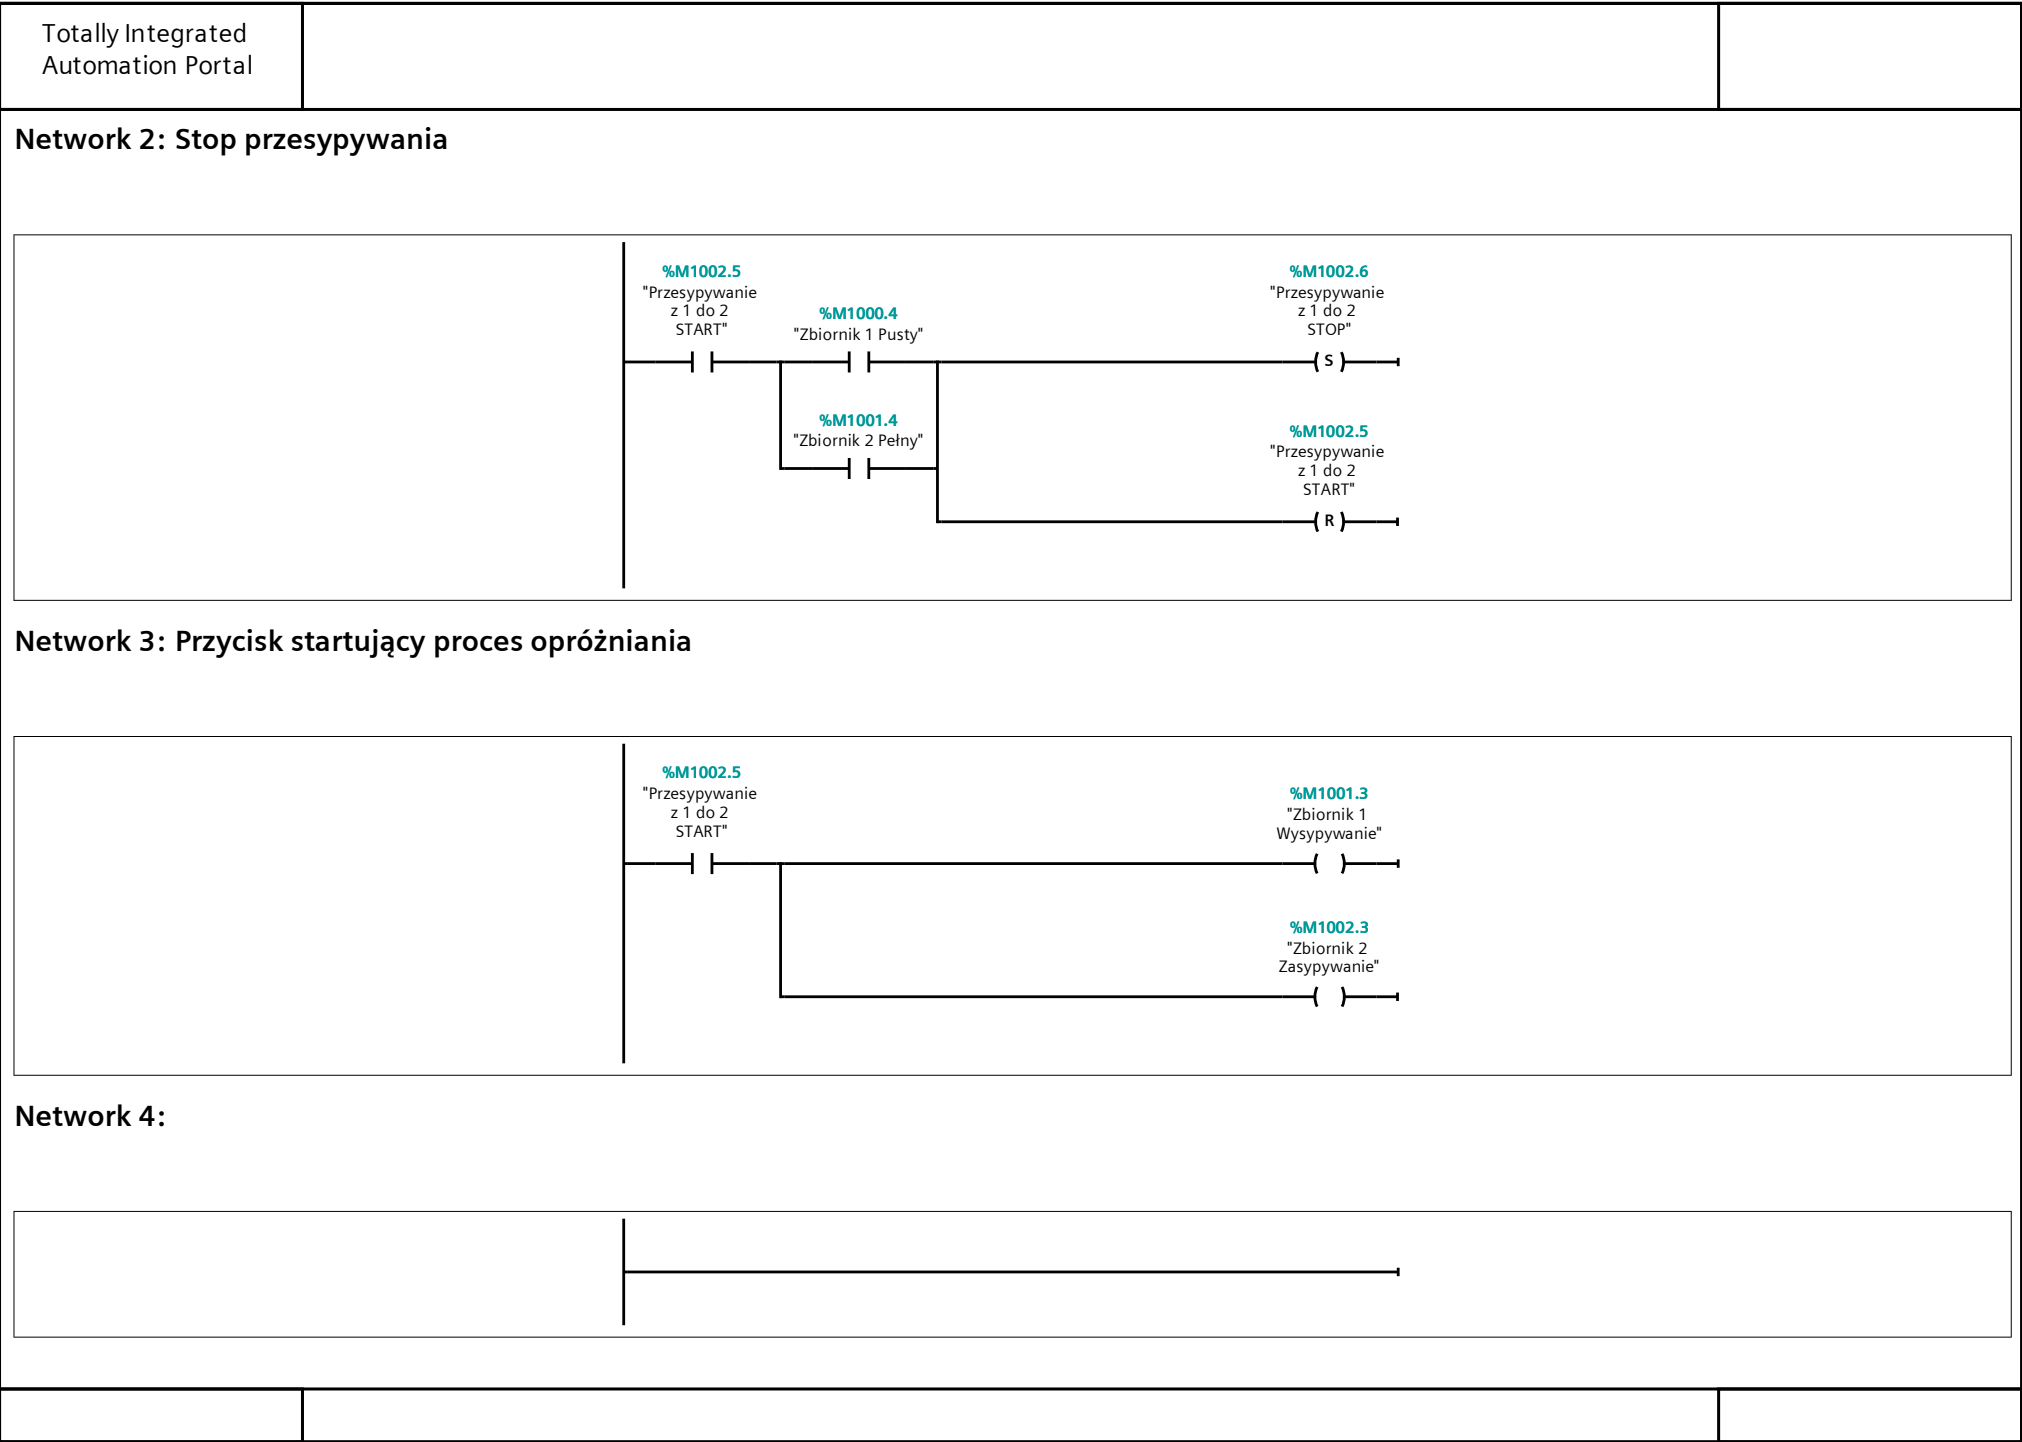 Totally Integrated
Automation Portal
Network 2: Stop przesypywania
%M1002.5
"Przesypywanie
z 1 do 2
START"
%M1000.4
"Zbiornik 1 Pusty"
%M1002.6
"Przesypywanie
z 1 do 2
STOP"
S
%M1001.4
"Zbiornik 2 Pełny"
%M1002.5
"Przesypywanie
z 1 do 2
START"
R
Network 3: Przycisk startujący proces opróżniania
%M1002.5
"Przesypywanie
z 1 do 2
START"
%M1001.3
"Zbiornik 1
Wysypywanie"
%M1002.3
"Zbiornik 2
Zasypywanie"
Network 4: